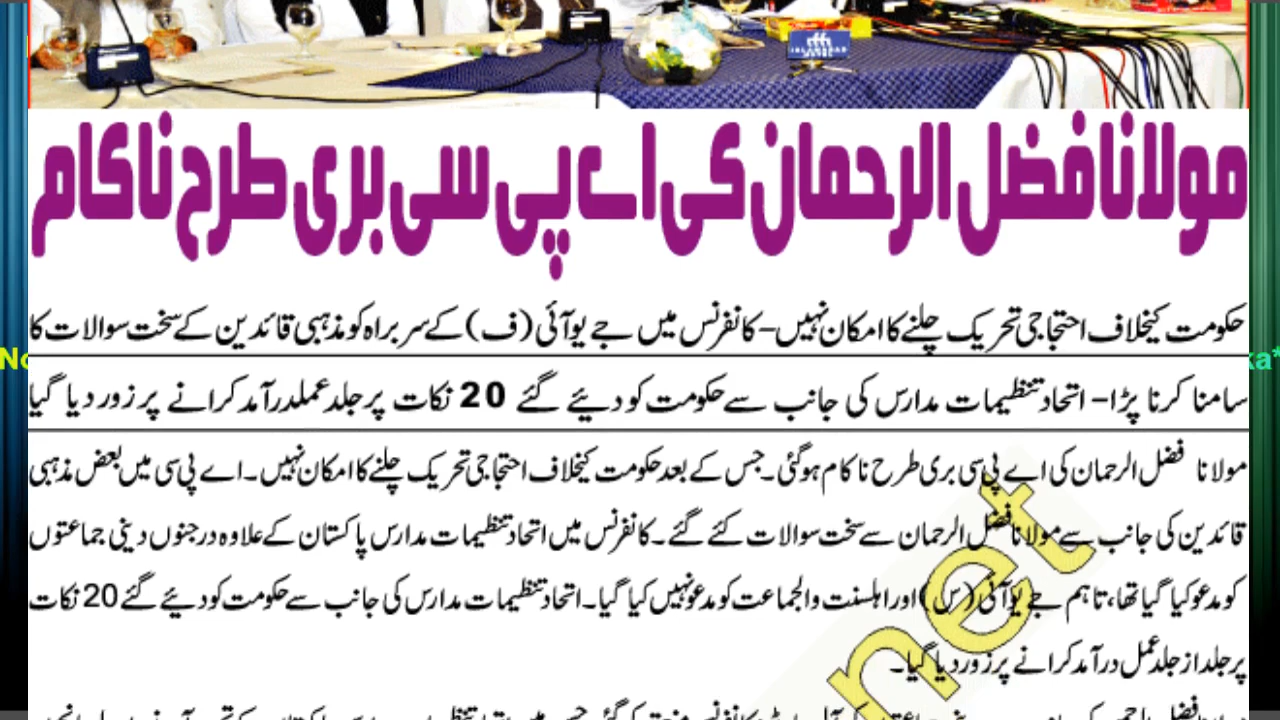 ISLAMABAD
HOTEL
مولانا فضل الرحمان کی اے پی سی بری طرح ناکام
حکومت کیخلاف احتجاجی تحریک چلنے کا امکان نہیں - کانفرنس میں جے یو آئی (ف) کے سربراہ کو مذہبی قائدین کے سخت سوالات کا
سامنا کرنا پڑا - اتحاد تنظیمات مدارس کی جانب سے حکومت کو دیئے گئے 20 نکات پر جلد عملدرآمد کرانے پر زور دیا گیا
مولانا فضل الرحمان کی اے پی سی بری طرح ناکام ہو گئی۔ جس کے بعد حکومت کیخلاف احتجاجی تحریک چلنے کا امکان نہیں۔ اے پی سی میں بعض مذہبی
قائدین کی جانب سے مولانا فضل الرحمان سے سخت سوالات کئے گئے۔ کانفرنس میں اتحاد تنظیمات مدارس پاکستان کے علاوہ درجنوں دینی جماعتوں
کو مدعو کیا گیا تھا، تاہم جے یو آئی (س) اور اہلسنت والجماعت کو مدعو نہیں کیا گیا۔ اتحاد تنظیمات مدارس کی جانب سے حکومت کو دیئے گئے 20 نکات
پر جلد از جلد عمل درآمد کرانے پر زور دیا گیا۔
net